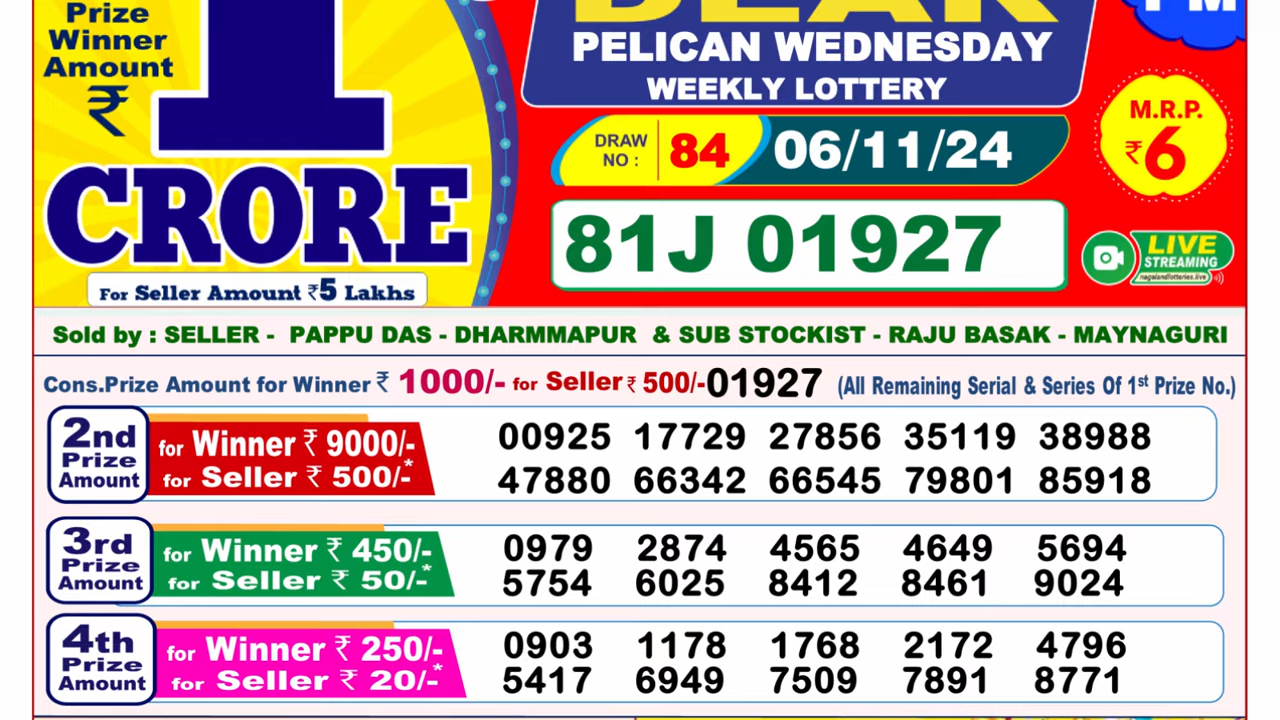 Prize
Winner
Amount
₹
1
CRORE
For Seller Amount ₹5 Lakhs
DEAR
PELICAN WEDNESDAY
WEEKLY LOTTERY
DRAW NO : 84 06/11/24
PM
M.R.P.
₹6
81J 01927
LIVE
STREAMING
nagalandlotteries.live
Sold by : SELLER - PAPPU DAS - DHARMMAPUR & SUB STOCKIST - RAJU BASAK - MAYNAGURI
Cons.Prize Amount for Winner ₹ 1000/- for Seller ₹ 500/- 01927 (All Remaining Serial & Series Of 1st Prize No.)
2nd
Prize
Amount
for Winner ₹ 9000/-
for Seller ₹ 500/-*
00925 17729 27856 35119 38988
47880 66342 66545 79801 85918
3rd
Prize
Amount
for Winner ₹ 450/-
for Seller ₹ 50/-*
0979 2874 4565 4649 5694
5754 6025 8412 8461 9024
4th
Prize
Amount
for Winner ₹ 250/-
for Seller ₹ 20/-*
0903 1178 1768 2172 4796
5417 6949 7509 7891 8771